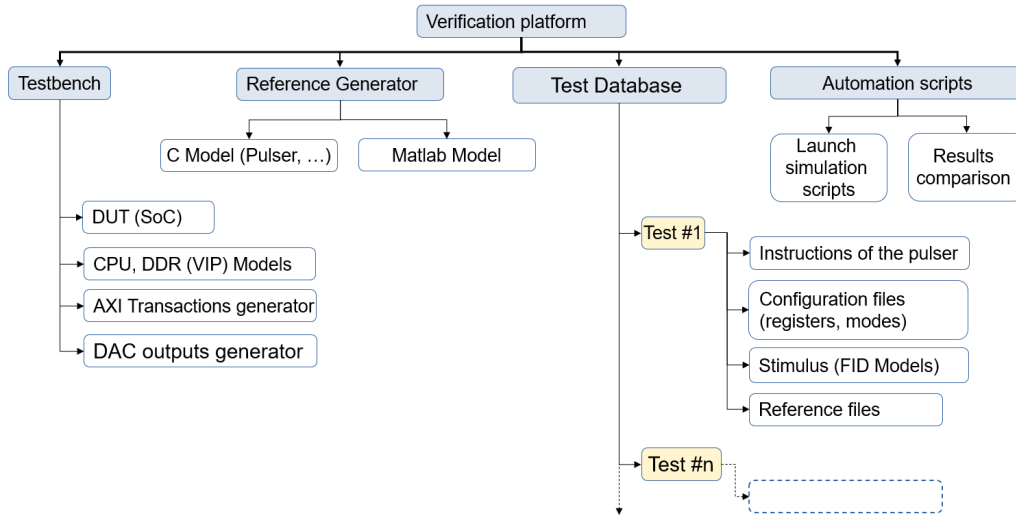 Verification platform
Testbench
Reference Generator
Test Database
Automation scripts
C Model (Pulser, …)
Matlab Model
Launch
simulation
scripts
Results
comparison
DUT (SoC)
CPU, DDR (VIP) Models
AXI Transactions generator
DAC outputs generator
Test #1
Instructions of the pulser
Configuration files
(registers, modes)
Stimulus (FID Models)
Reference files
Test #n